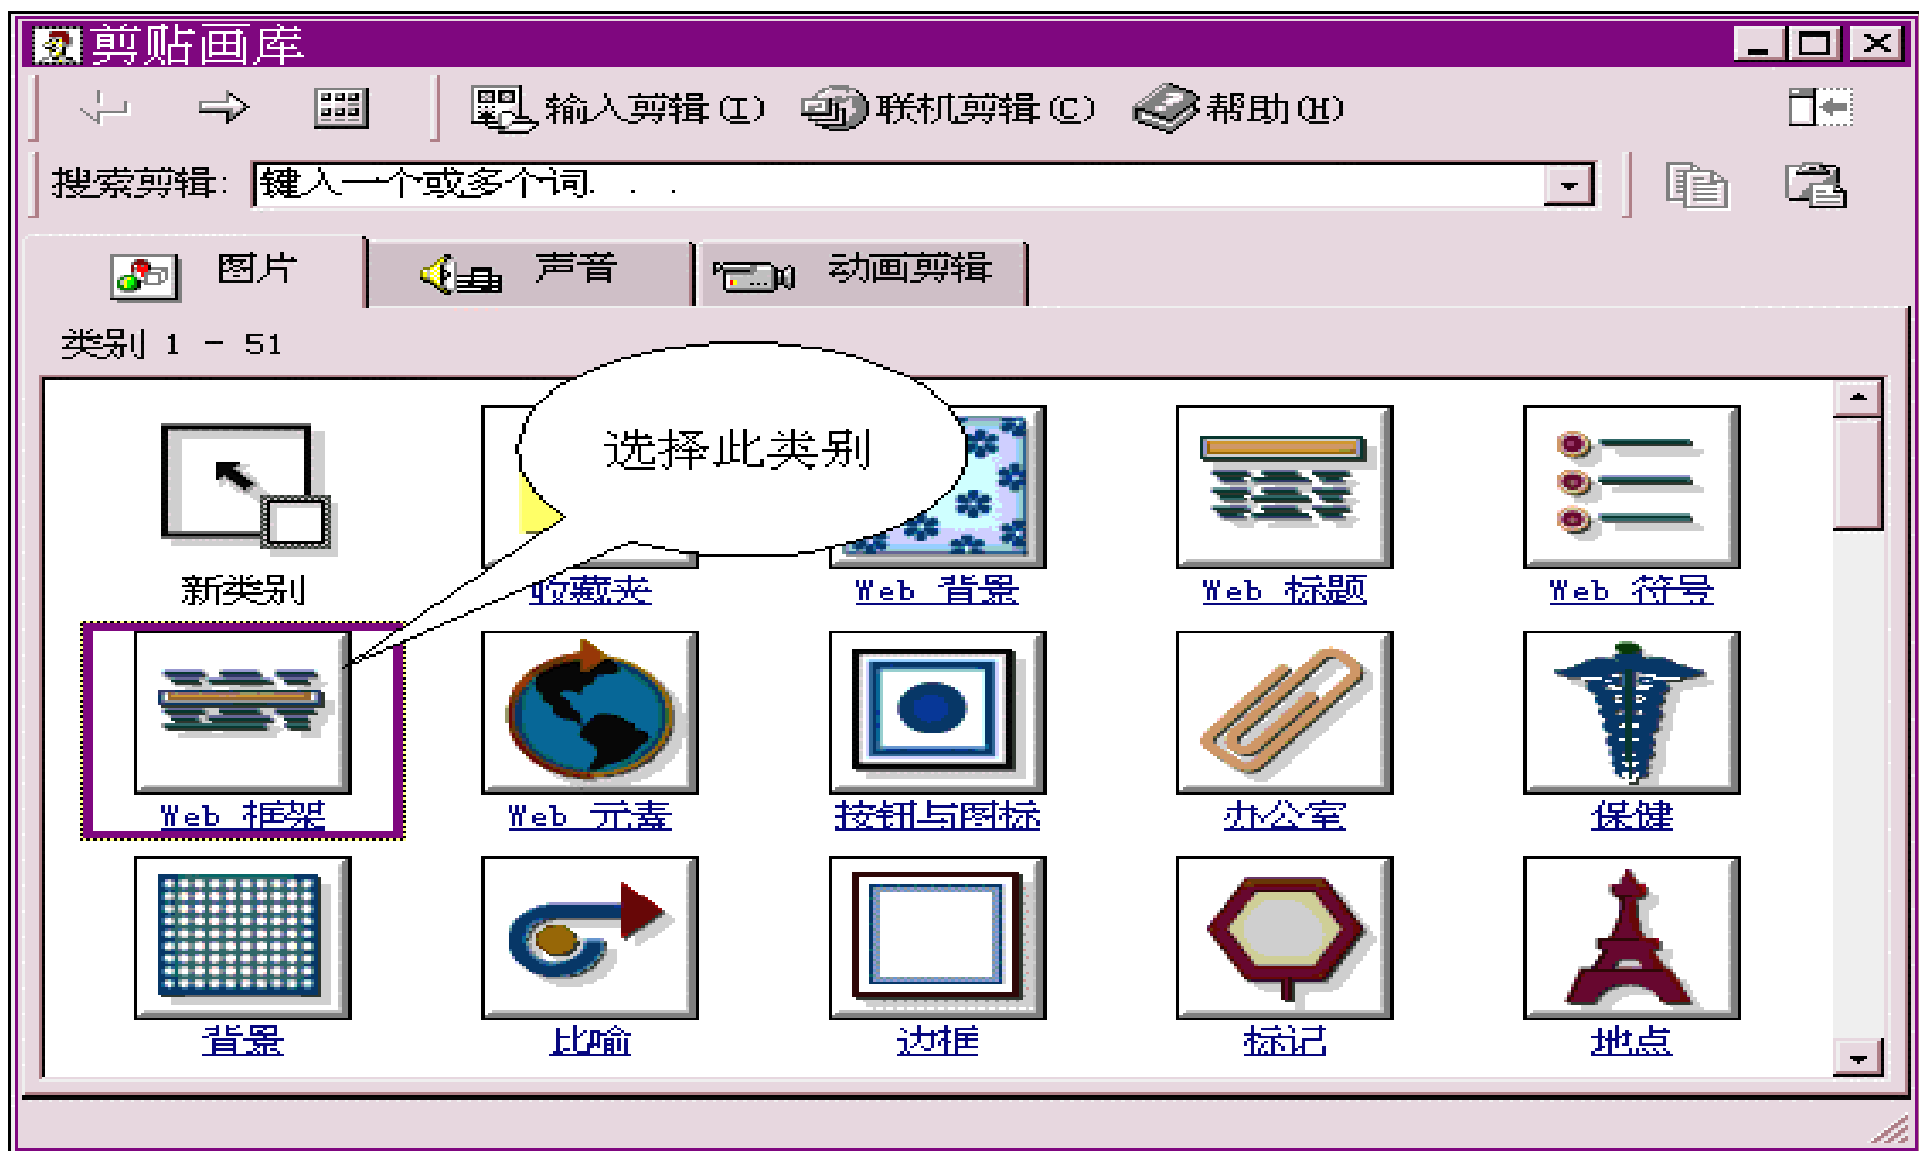 剪贴画库
输入剪辑(I) 联机剪辑(C) 帮助(H)
搜索剪辑: 键入一个或多个词...
图片 声音 动画剪辑
类别 1 - 51
选择此类别
新类别 收藏夹 Web 背景 Web 标题 Web 符号
Web 框架 Web 元素 按钮与图标 办公室 保健
背景 比喻 边框 标记 地点